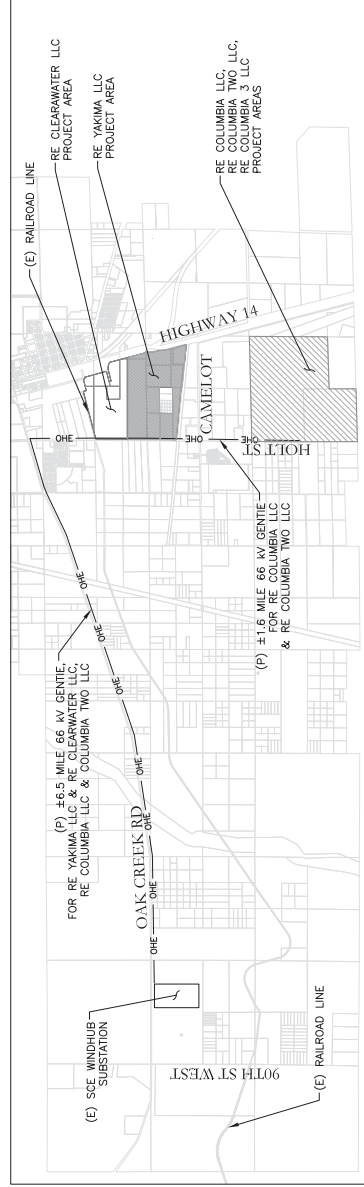 (E) RAILROAD LINE
RE CLEARAWATER LLC
PROJECT AREA
RE YAKIMA LLC
PROJECT AREA
RE COLUMBIA LLC,
RE COLUMBIA TWO LLC,
RE COLUMBIA 3 LLC
PROJECT AREAS
HIGHWAY 14
CAMELOT
HOLT ST
OHE
OHE
OHE
(P) ±1.6 MILE 66 kV GENTIE
FOR RE COLUMBIA LLC
& RE COLUMBIA TWO LLC
(P) ±6.5 MILE 66 kV GENTIE,
FOR RE YAKIMA LLC & RE CLEARWATER LLC,
RE COLUMBIA LLC & COLUMBIA TWO LLC
OHE
OHE
OHE
OHE
OHE
OHE
OAK CREEK RD
(E) SCE WINDHUB
SUBSTATION
90TH ST WEST
(E) RAILROAD LINE